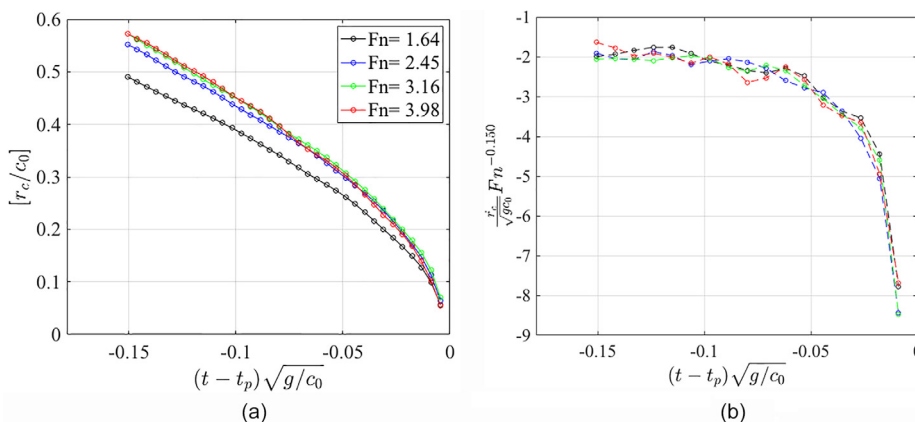 0.6
0.5
0.4
0.3
0.2
0.1
0
[r_c/c_0]
Fn= 1.64
Fn= 2.45
Fn= 3.16
Fn= 3.98
-0.15 -0.1 -0.05 0
(t − t_p)√g/c_0
(a)
-1
-2
-3
-4
-5
-6
-7
-8
-9
ṙ_c/√gc_0 Fn^−0.150
-0.15 -0.1 -0.05 0
(t − t_p)√g/c_0
(b)